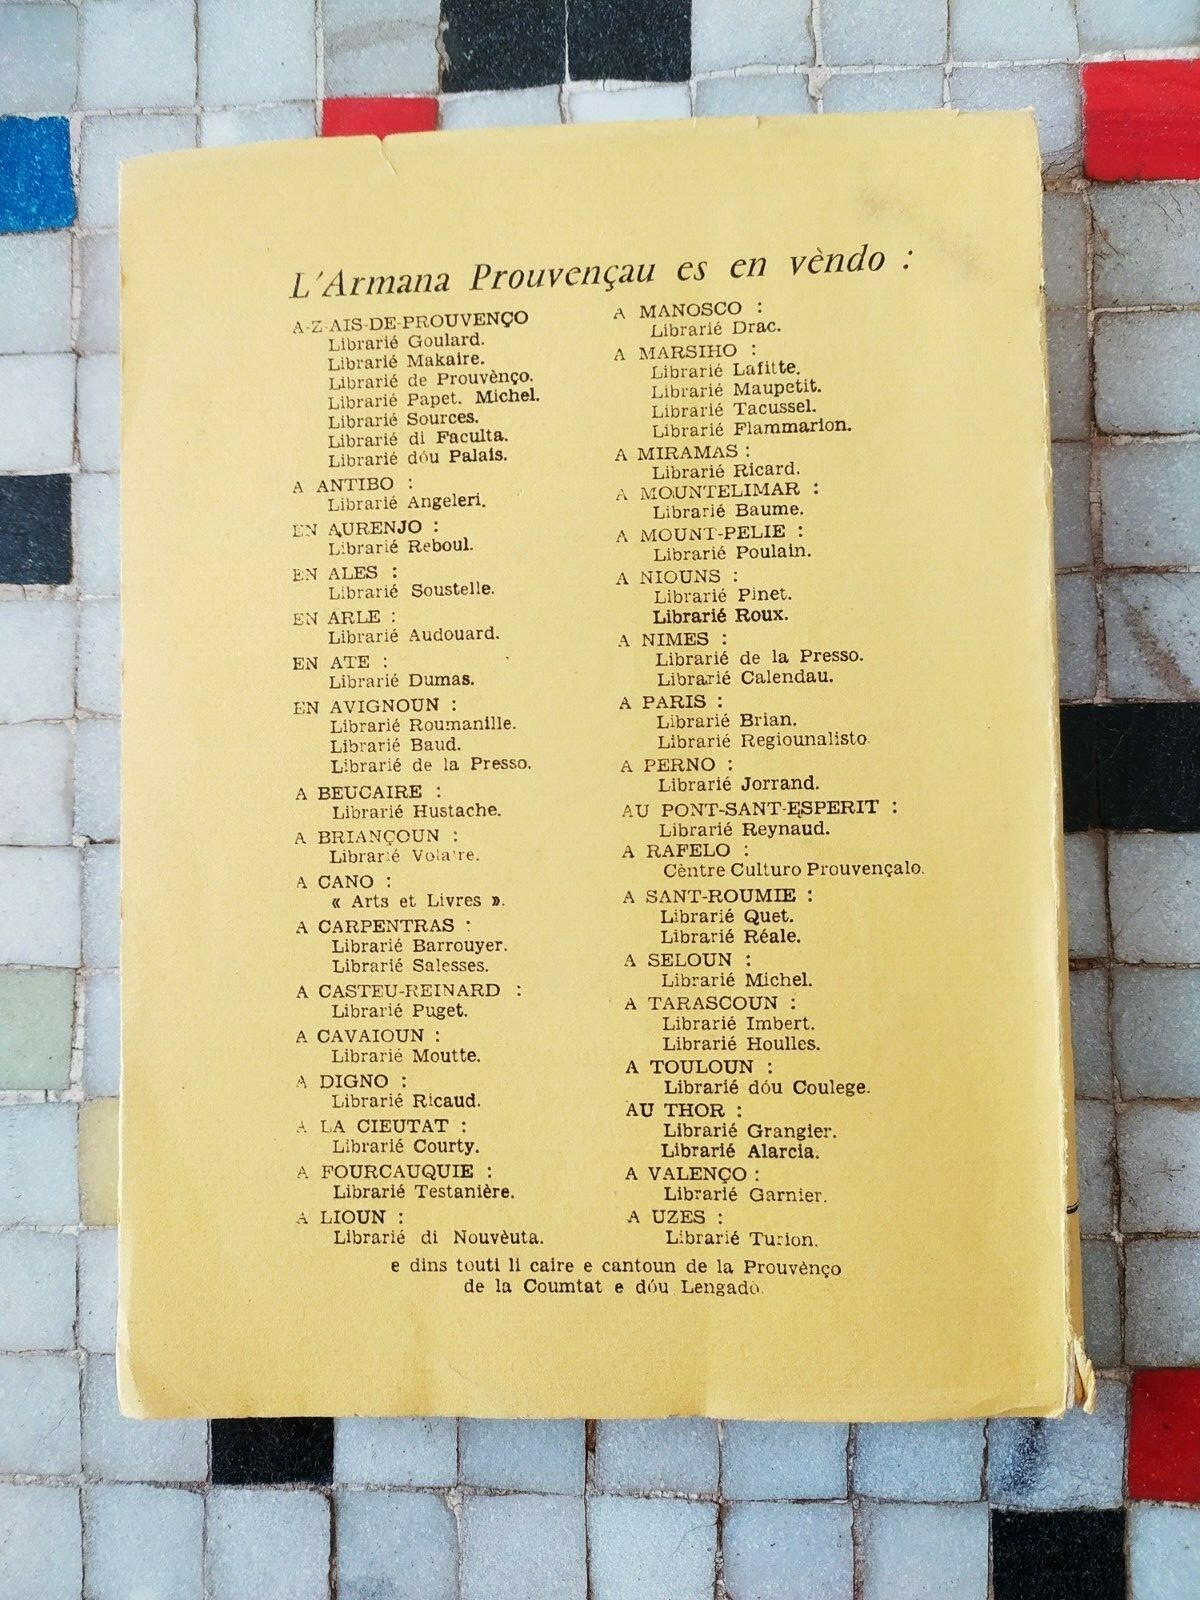 L'Armana Prouvençau es en vèndo :
A-Z-AIS-DE-PROUVENÇO
Librarié Goulard.
Librarié Makaire.
Librarié de Prouvènço.
Librarié Papet. Michel.
Librarié Sources.
Librarié di Faculta.
Librarié dóu Palais.
A ANTIBO :
Librarié Angeleri.
EN AURENJO :
Librarié Reboul.
EN ALES :
Librarié Soustelle.
EN ARLE :
Librarié Audouard.
EN ATE :
Librarié Dumas.
EN AVIGNOUN :
Librarié Roumanille.
Librarié Baud.
Librarié de la Presso.
A BEUCAIRE :
Librarié Hustache.
A BRIANÇOUN :
Librarié Volaire.
A CANO :
« Arts et Livres ».
A CARPENTRAS :
Librarié Barrouyer.
Librarié Salesses.
A CASTEU-REINARD :
Librarié Puget.
A CAVAIOUN :
Librarié Moutte.
A DIGNO :
Librarié Ricaud.
A LA CIEUTAT :
Librarié Courty.
A FOURCAUQUIE :
Librarié Testanière.
A LIOUN :
Librarié di Nouvèuta.
A MANOSCO :
Librarié Drac.
A MARSIHO :
Librarié Lafitte.
Librarié Maupetit.
Librarié Tacussel.
Librarié Flammarion.
A MIRAMAS :
Librarié Ricard.
A MOUNTELIMAR :
Librarié Baume.
A MOUNT-PELIE :
Librarié Poulain.
A NIOUNS :
Librarié Pinet.
Librarié Roux.
A NIMES :
Librarié de la Presso.
Librarié Calendau.
A PARIS :
Librarié Brian.
Librarié Regiounalisto.
A PERNO :
Librarié Jorrand.
AU PONT-SANT-ESPERIT :
Librarié Reynaud.
A RAFELO :
Cèntre Culturo Prouvençalo.
A SANT-ROUMIE :
Librarié Quet.
Librarié Réale.
A SELOUN :
Librarié Michel.
A TARASCOUN :
Librarié Imbert.
Librarié Houlles.
A TOULOUN :
Librarié dóu Coulege.
AU THOR :
Librarié Grangier.
Librarié Alarcia.
A VALENÇO :
Librarié Garnier.
A UZES :
Librarié Turion.
e dins touti li caire e cantoun de la Prouvènço
de la Coumtat e dóu Lengadò.